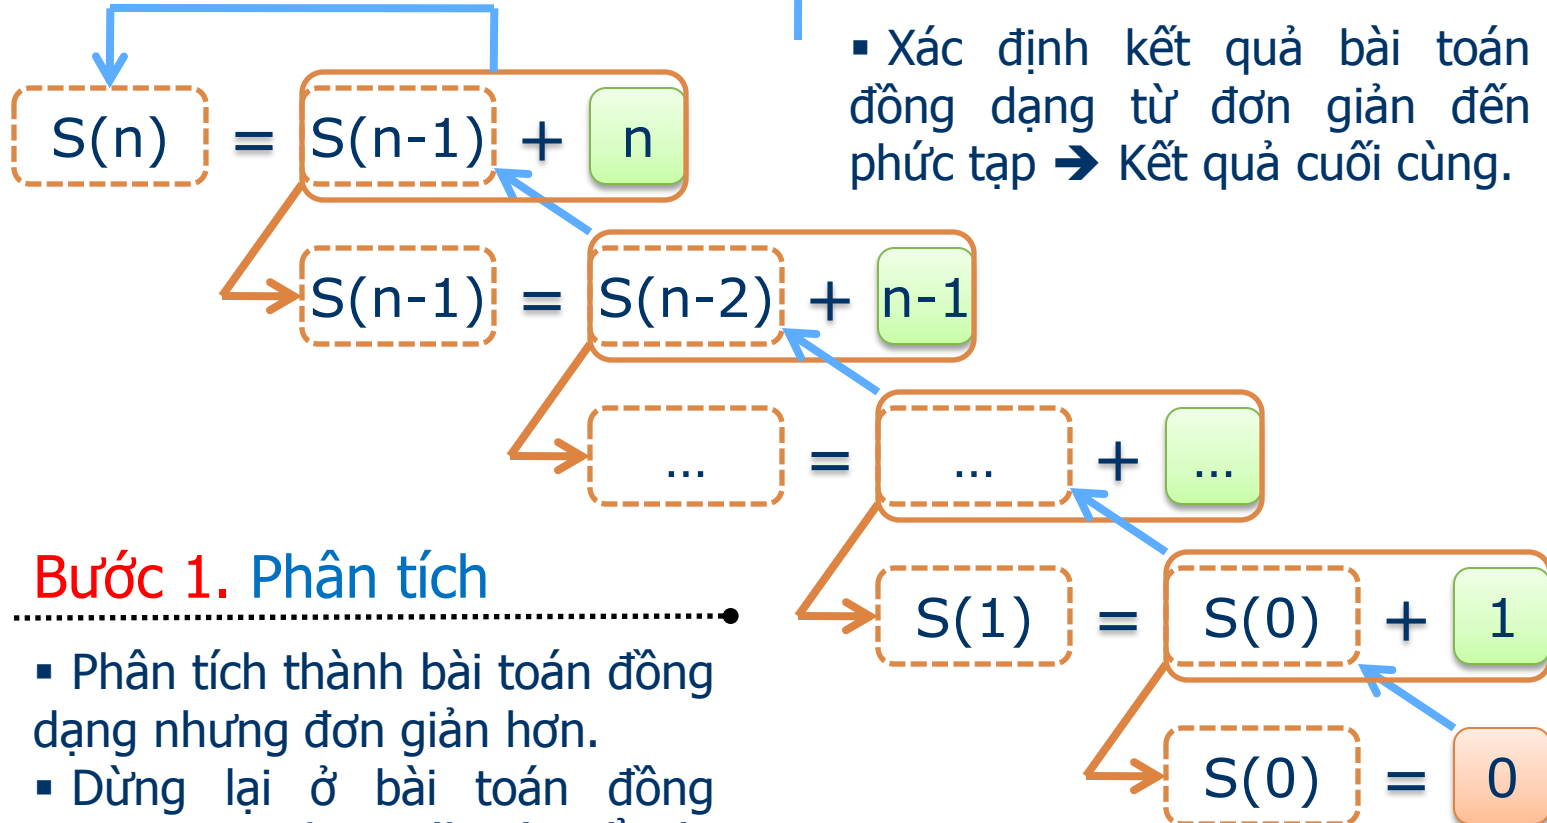 ▪ Xác định kết quả bài toán
đồng dạng từ đơn giản đến
phức tạp ➔ Kết quả cuối cùng.
S(n) = S(n-1) + n
S(n-1) = S(n-2) + n-1
... = ... + ...
S(1) = S(0) + 1
S(0) = 0
Bước 1. Phân tích
▪ Phân tích thành bài toán đồng
dạng nhưng đơn giản hơn.
▪ Dừng lại ở bài toán đồng